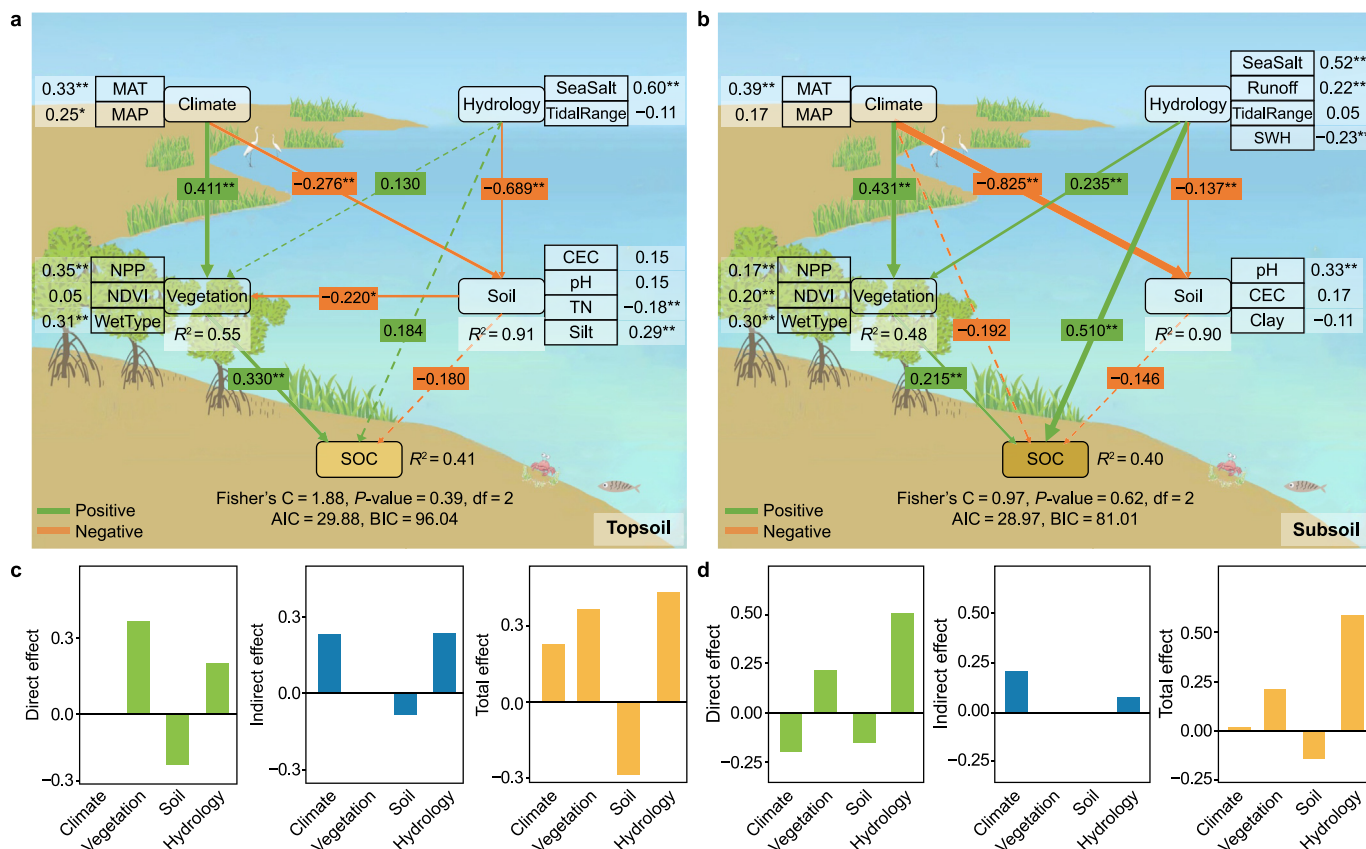 a
0.33** MAT
0.25* MAP
Climate
Hydrology
SeaSalt 0.60**
TidalRange −0.11
0.411**
−0.276**
0.130
−0.689**
0.35** NPP
0.05 NDVI
0.31** WetType
Vegetation
R² = 0.55
−0.220*
Soil
R² = 0.91
CEC 0.15
pH 0.15
TN −0.18**
Silt 0.29**
0.184
0.330**
−0.180
SOC
R² = 0.41
Fisher's C = 1.88, P-value = 0.39, df = 2
AIC = 29.88, BIC = 96.04
Positive
Negative
Topsoil
b
0.39** MAT
0.17 MAP
Climate
Hydrology
SeaSalt 0.52**
Runoff 0.22**
TidalRange 0.05
SWH −0.23**
0.431**
−0.825**
0.235**
−0.137**
0.17** NPP
0.20** NDVI
0.30** WetType
Vegetation
R² = 0.48
Soil
R² = 0.90
pH 0.33**
CEC 0.17
Clay −0.11
−0.192
0.510**
0.215**
−0.146
SOC
R² = 0.40
Fisher's C = 0.97, P-value = 0.62, df = 2
AIC = 28.97, BIC = 81.01
Positive
Negative
Subsoil
c
Direct effect
0.3
0.0
−0.3
Climate
Vegetation
Soil
Hydrology
Indirect effect
0.3
0.0
−0.3
Climate
Vegetation
Soil
Hydrology
Total effect
0.3
0.0
−0.3
Climate
Vegetation
Soil
Hydrology
d
Direct effect
0.50
0.25
0.00
−0.25
Climate
Vegetation
Soil
Hydrology
Indirect effect
0.50
0.25
0.00
−0.25
Climate
Vegetation
Soil
Hydrology
Total effect
0.50
0.25
0.00
−0.25
Climate
Vegetation
Soil
Hydrology